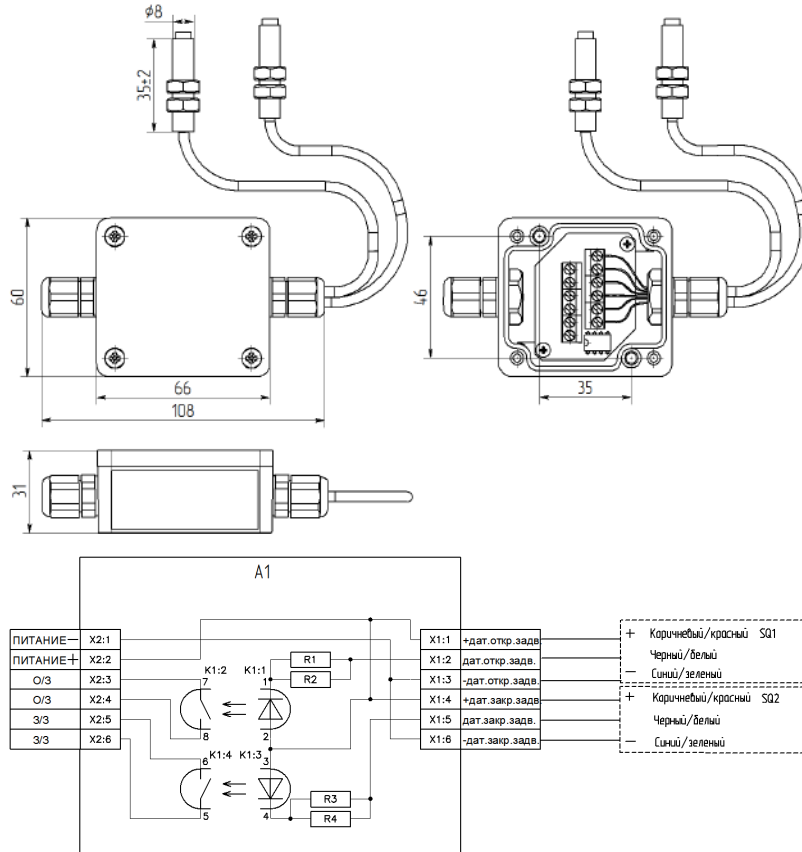 ϕ8
35±2
60
46
66
35
108
31
A1
ПИТАНИЕ− X2:1
ПИТАНИЕ+ X2:2
О/З X2:3
О/З X2:4
З/З X2:5
З/З X2:6
K1:2 K1:1
7 1
8 2
K1:4 K1:3
6 3
5 4
R1
R2
R3
R4
X1:1 +дат.откр.задв.
X1:2 дат.откр.задв.
X1:3 -дат.откр.задв.
X1:4 +дат.закр.задв.
X1:5 дат.закр.задв.
X1:6 -дат.закр.задв.
+ Каричневый/красный SQ1
Черный/белый
− Синий/зеленый
+ Каричневый/красный SQ2
Черный/белый
− Синий/зеленый